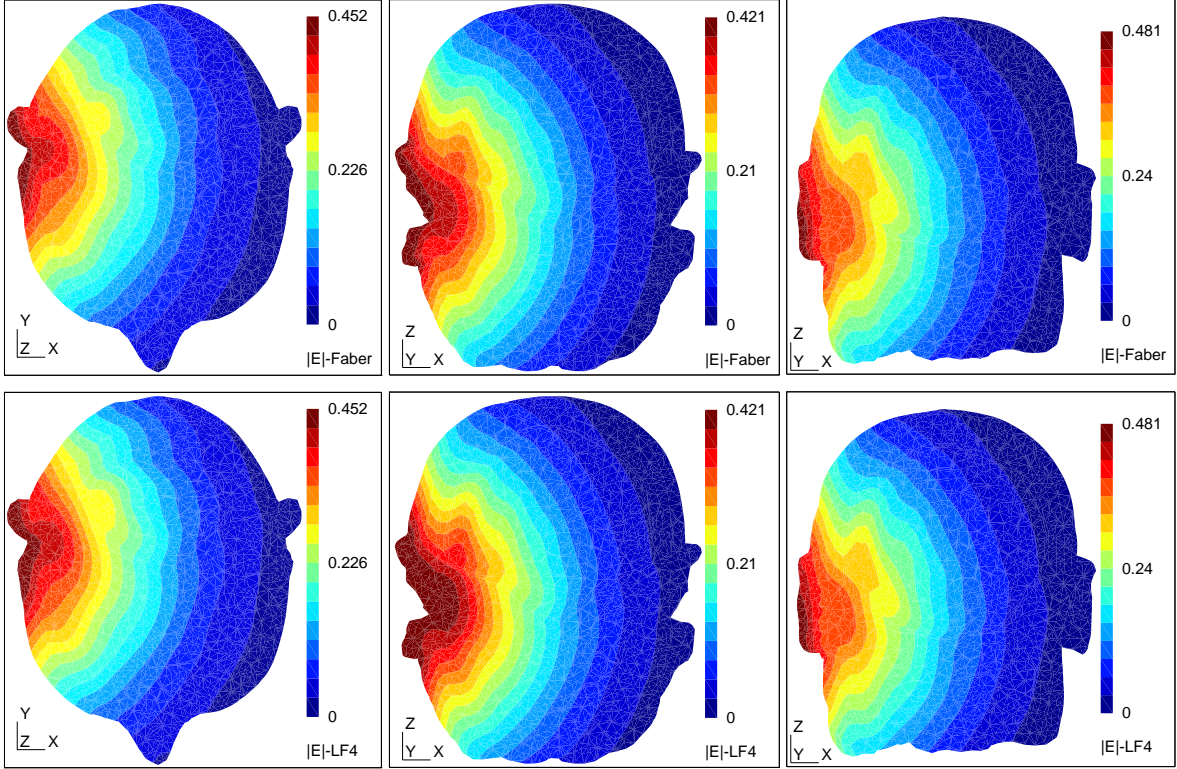 0.452
0.226
0
Y
Z X
|E|-Faber
0.421
0.21
0
Z
Y X
|E|-Faber
0.481
0.24
0
Z
Y X
|E|-Faber
0.452
0.226
0
Y
Z X
|E|-LF4
0.421
0.21
0
Z
Y X
|E|-LF4
0.481
0.24
0
Z
Y X
|E|-LF4